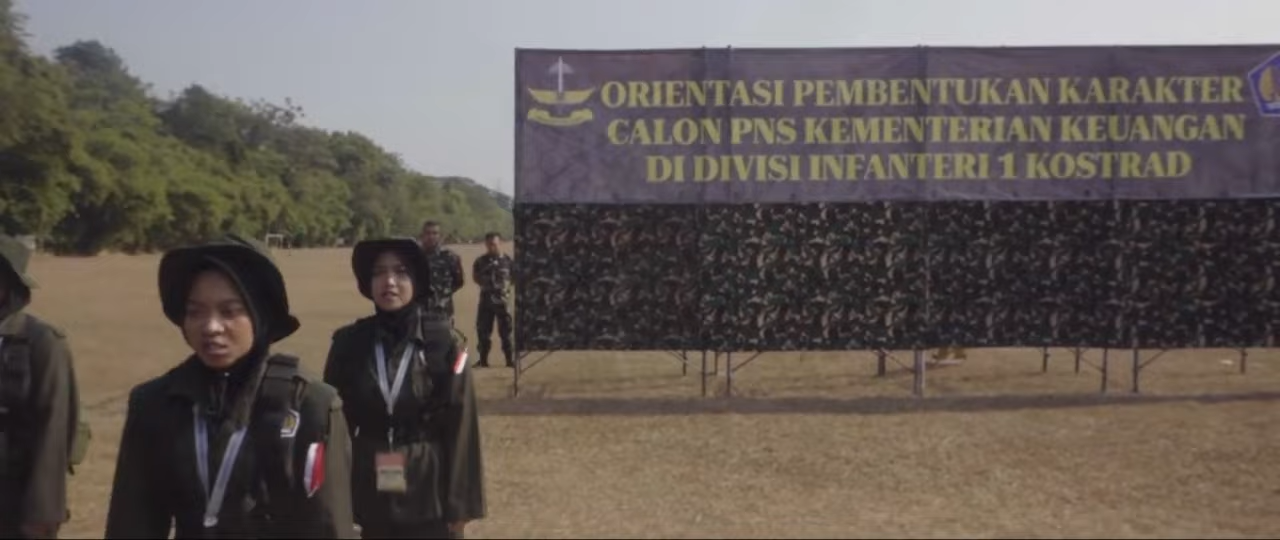 ORIENTASI PEMBENTUKAN KARAKTER
CALON PNS KEMENTERIAN KEUANGAN
DI DIVISI INFANTERI 1 KOSTRAD